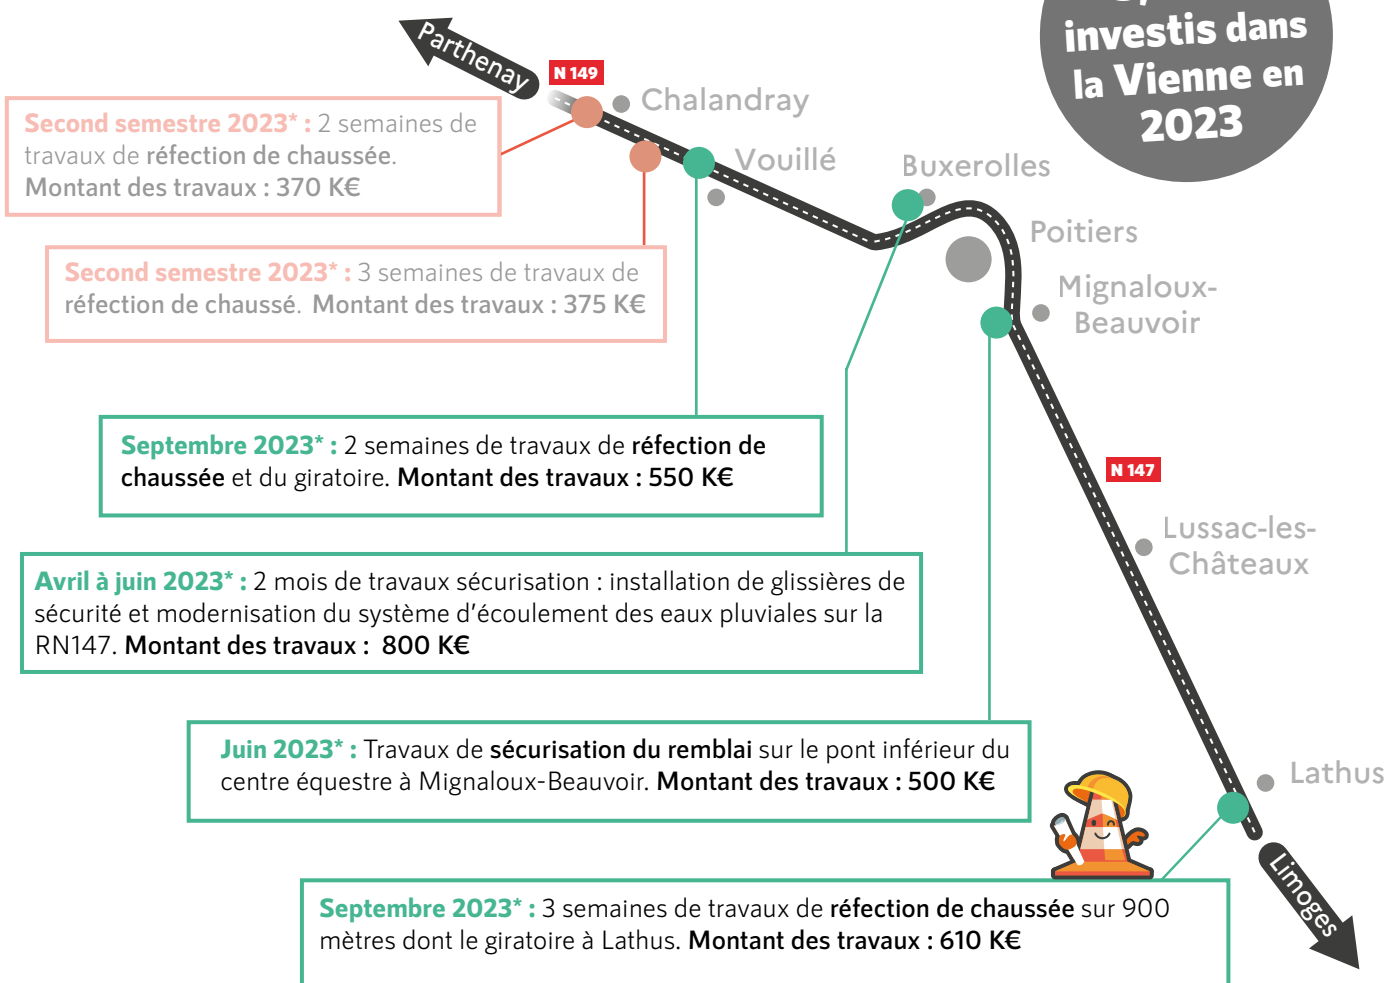 investis dans
la Vienne en
2023
Parthenay
N 149
Chalandray
Second semestre 2023* : 2 semaines de
travaux de réfection de chaussée.
Montant des travaux : 370 K€
Vouillé
Buxerolles
Poitiers
Second semestre 2023* : 3 semaines de travaux de
réfection de chaussé. Montant des travaux : 375 K€
Mignaloux-
Beauvoir
Septembre 2023* : 2 semaines de travaux de réfection de
chaussée et du giratoire. Montant des travaux : 550 K€
N 147
Lussac-les-
Châteaux
Avril à juin 2023* : 2 mois de travaux sécurisation : installation de glissières de
sécurité et modernisation du système d'écoulement des eaux pluviales sur la
RN147. Montant des travaux : 800 K€
Juin 2023* : Travaux de sécurisation du remblai sur le pont inférieur du
centre équestre à Mignaloux-Beauvoir. Montant des travaux : 500 K€
Lathus
Limoges
Septembre 2023* : 3 semaines de travaux de réfection de chaussée sur 900
mètres dont le giratoire à Lathus. Montant des travaux : 610 K€